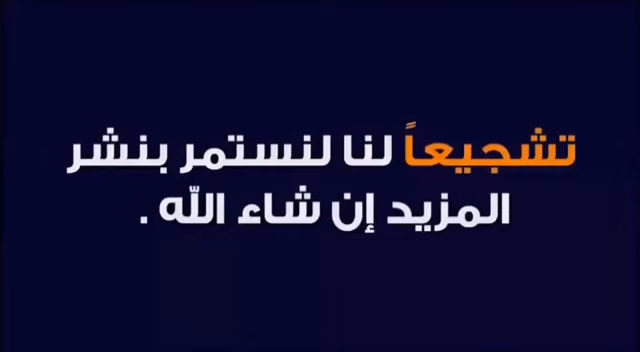 تشجيعاً لنا لنستمر بنشر
المزيد إن شاء الله .